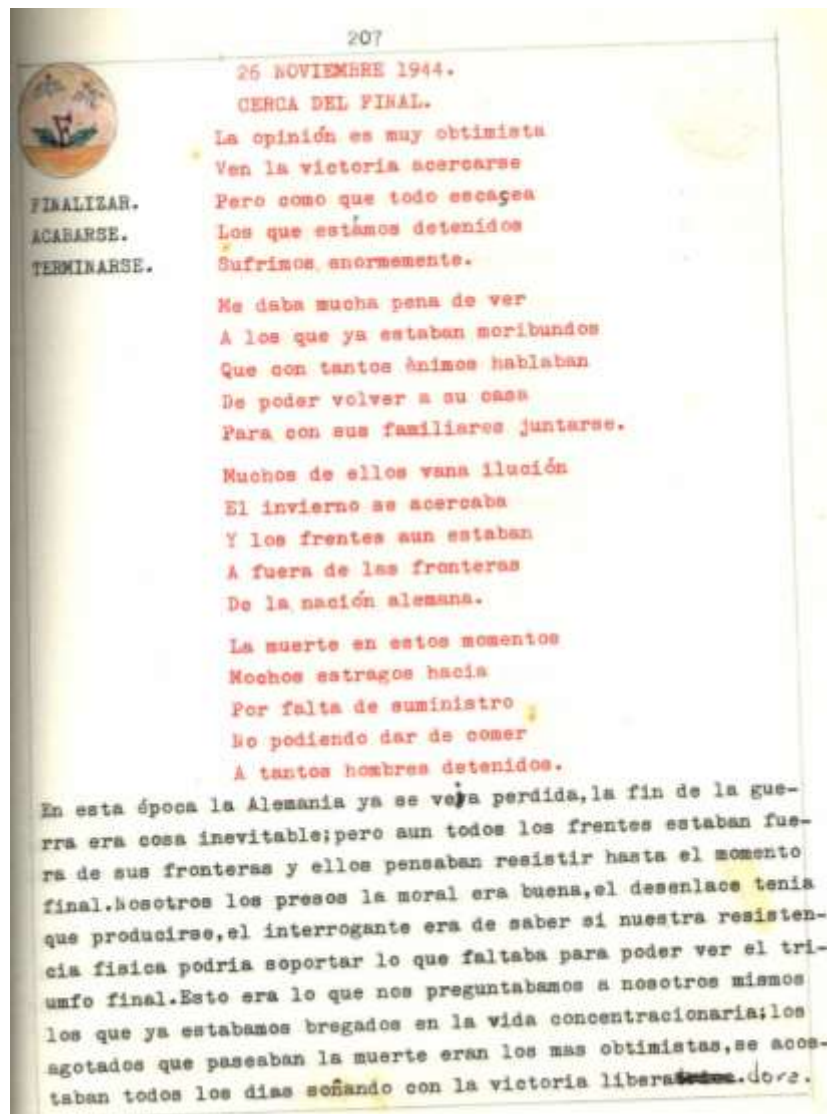 207
26 NOVIEMBRE 1944.
CERCA DEL FINAL.
E
FINALIZAR.
ACABARSE.
TERMINARSE.
La opinión es muy obtimista
Ven la victoria acercarse
Pero como que todo escasea
Los que estámos detenidos
Sufrimos enormemente.
Me daba mucha pena de ver
A los que ya estaban moribundos
Que con tantos ànimos hablaban
De poder volver a su casa
Para con sus familiares juntarse.
Muchos de ellos vana ilución
El invierno se acercaba
Y los frentes aun estaban
A fuera de las fronteras
De la nación alemana.
La muerte en estos momentos
Mochos estragos hacia
Por falta de suministro
No podiendo dar de comer
A tantos hombres detenidos.
En esta época la Alemania ya se veia perdida,la fin de la gue-
rra era cosa inevitable;pero aun todos los frentes estaban fue-
ra de sus fronteras y ellos pensaban resistir hasta el momento
final.Nosotros los presos la moral era buena,el desenlace tenia
que producirse,el interrogante era de saber si nuestra resisten-
cia fisica podria soportar lo que faltaba para poder ver el tri-
umfo final.Esto era lo que nos preguntabamos a nosotros mismos
los que ya estabamos bregados en la vida concentracionaria;los
agotados que paseaban la muerte eran los mas obtimistas,se acos-
taban todos los dias soñando con la victoria liberadora.